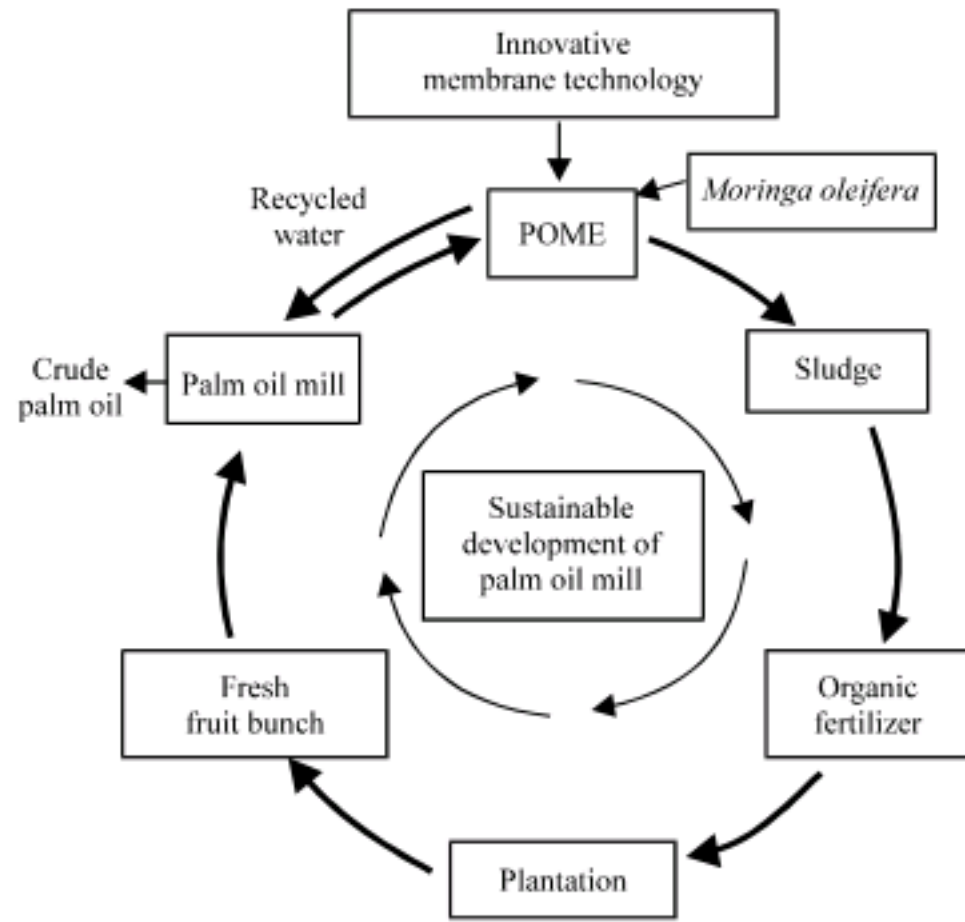 Innovative
membrane technology
Moringa oleifera
Recycled
water
POME
Crude
palm oil
Palm oil mill
Sludge
Sustainable
development of
palm oil mill
Fresh
fruit bunch
Organic
fertilizer
Plantation